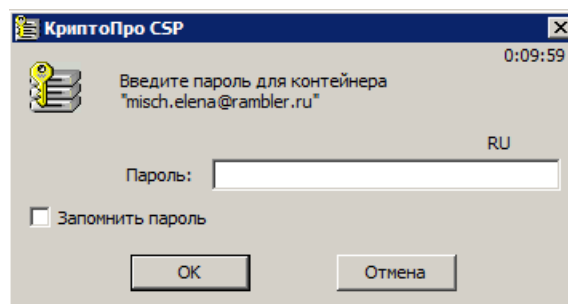 КриптоПро CSP
0:09:59
Введите пароль для контейнера
"misch.elena@rambler.ru"
RU
Пароль:
Запомнить пароль
OK
Отмена